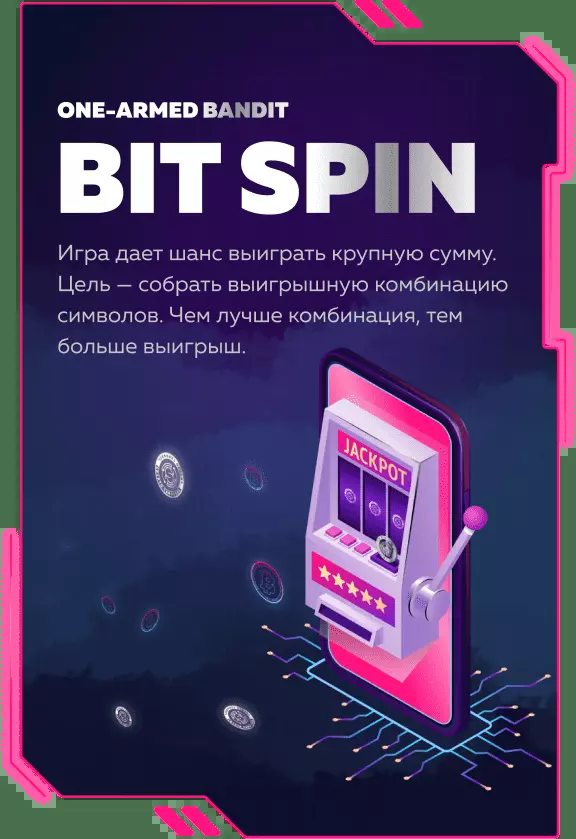 ONE-ARMED BANDIT
BIT SPIN
Игра дает шанс выиграть крупную сумму.
Цель — собрать выигрышную комбинацию
символов. Чем лучше комбинация, тем
больше выигрыш.
JACKPOT